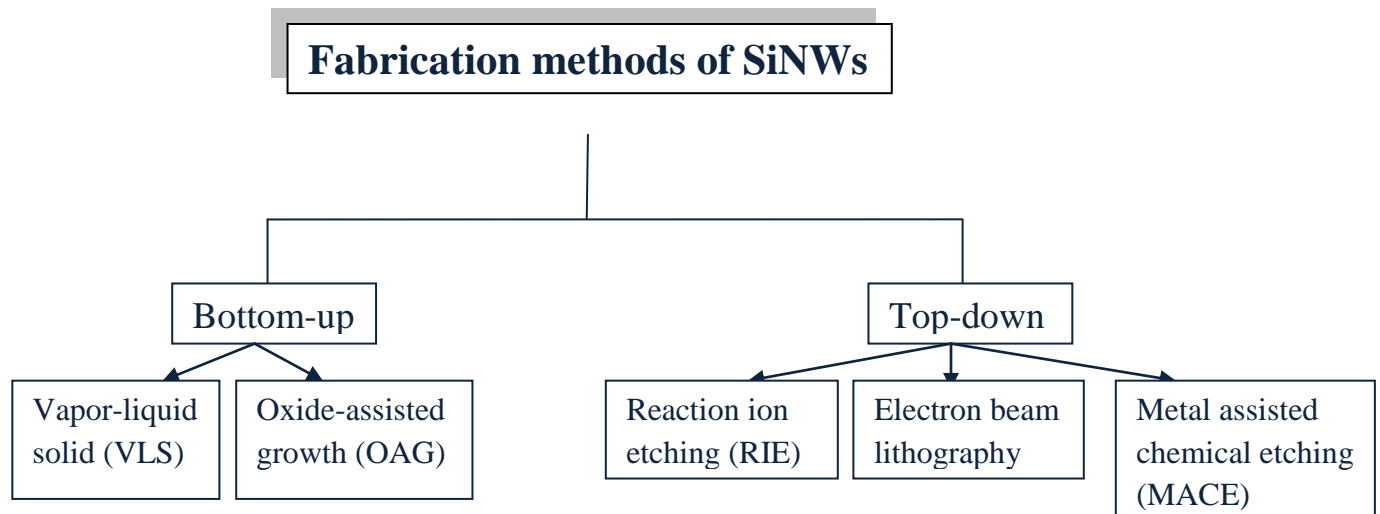 Fabrication methods of SiNWs
Bottom-up
Top-down
Vapor-liquid
solid (VLS)
Oxide-assisted
growth (OAG)
Reaction ion
etching (RIE)
Electron beam
lithography
Metal assisted
chemical etching
(MACE)